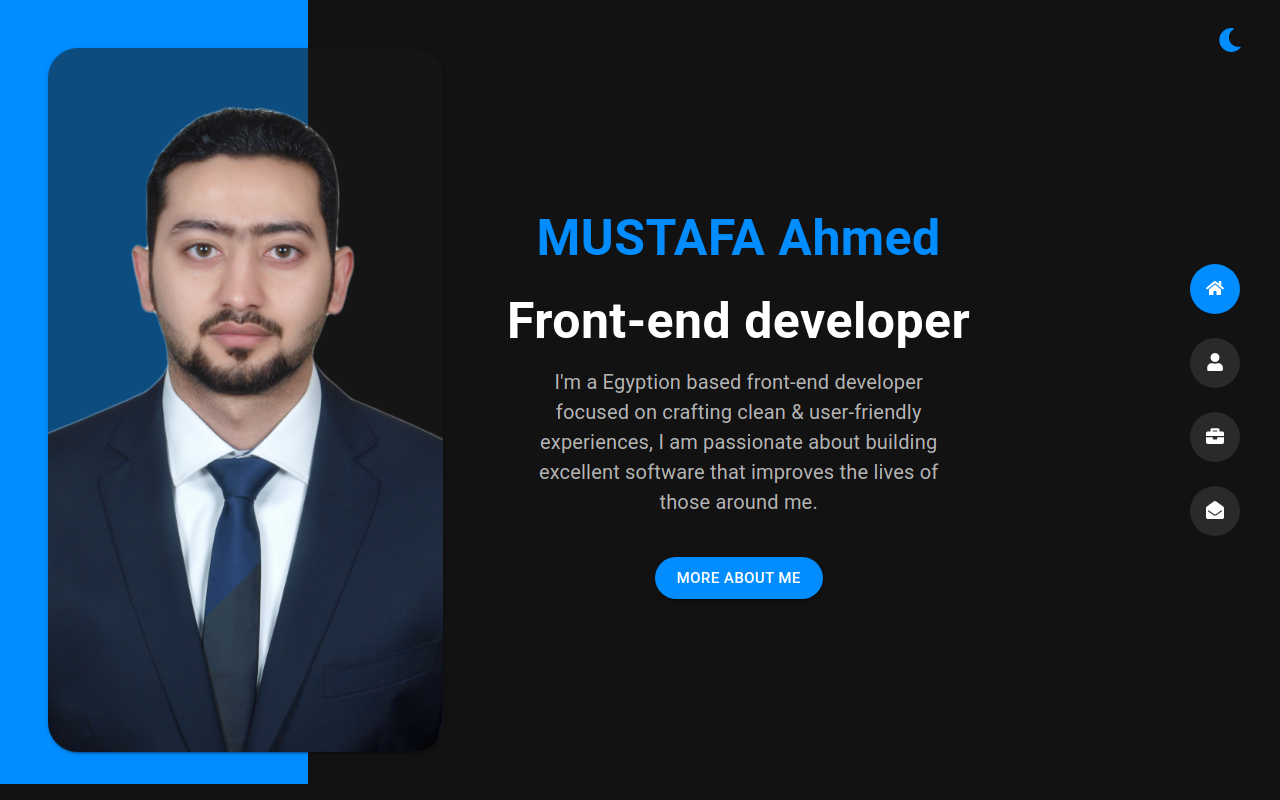 MUSTAFA Ahmed
Front-end developer
I'm a Egyption based front-end developer
focused on crafting clean & user-friendly
experiences, I am passionate about building
excellent software that improves the lives of
those around me.
MORE ABOUT ME